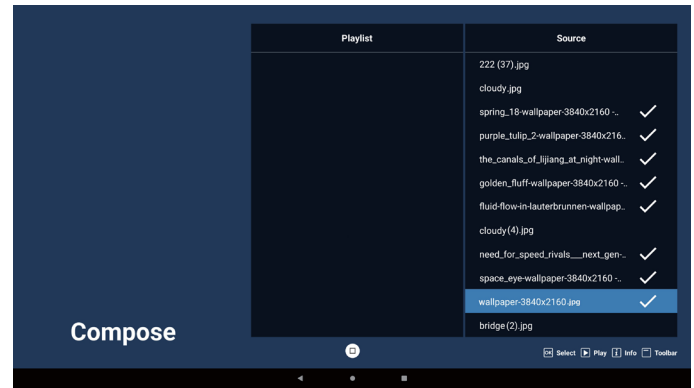 Playlist
Source
222 (37).jpg
cloudy.jpg
spring_18-wallpaper-3840x2160 -..
purple_tulip_2-wallpaper-3840x216..
the_canals_of_lijiang_at_night-wall..
golden_fluff-wallpaper-3840x2160 -..
fluid-flow-in-lauterbrunnen-wallpap..
cloudy(4).jpg
need_for_speed_rivals___next_gen-..
space_eye-wallpaper-3840x2160 -..
wallpaper-3840x2160.jpg
bridge(2).jpg
Compose
OK Select Play i Info Toolbar